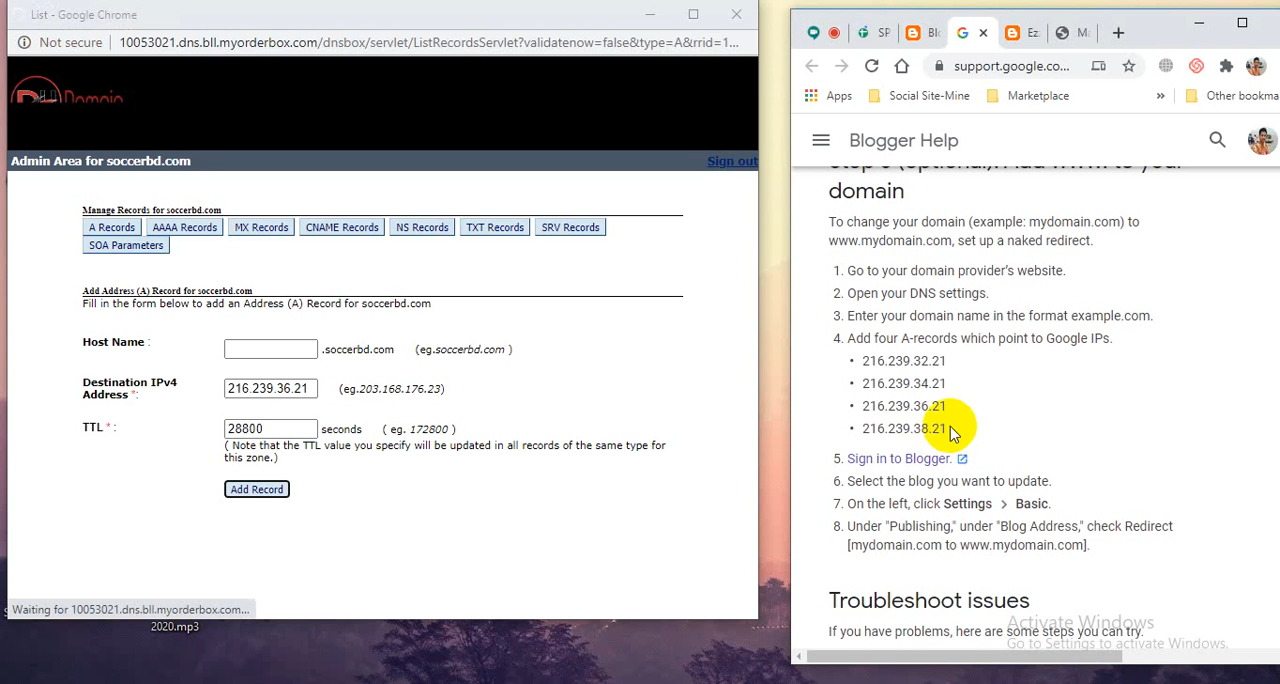 List - Google Chrome
Not secure
10053021.dns.bll.myorderbox.com/dnsbox/servlet/ListRecordsServlet?validatenow=false&type=A&rrid=1...
Domain
Admin Area for soccerbd.com
Sign out
Manage Records for soccerbd.com
A Records
AAAA Records
MX Records
CNAME Records
NS Records
TXT Records
SRV Records
SOA Parameters
Add Address (A) Record for soccerbd.com
Fill in the form below to add an Address (A) Record for soccerbd.com
Host Name :
.soccerbd.com (eg.soccerbd.com )
Destination IPv4
Address *:
216.239.36.21
(eg.203.168.176.23)
TTL * :
28800
seconds ( eg. 172800 )
( Note that the TTL value you specify will be updated in all records of the same type for
this zone.)
Add Record
Waiting for 10053021.dns.bll.myorderbox.com...
2020.mp3
SP
Blo
Ez
Ma
support.google.co...
Apps
Social Site-Mine
Marketplace
»
Other bookma
Blogger Help
domain
To change your domain (example: mydomain.com) to
www.mydomain.com, set up a naked redirect.
1. Go to your domain provider's website.
2. Open your DNS settings.
3. Enter your domain name in the format example.com.
4. Add four A-records which point to Google IPs.
• 216.239.32.21
• 216.239.34.21
• 216.239.36.21
• 216.239.38.21
5. Sign in to Blogger.
6. Select the blog you want to update.
7. On the left, click Settings > Basic.
8. Under "Publishing," under "Blog Address," check Redirect
[mydomain.com to www.mydomain.com].
Troubleshoot issues
If you have problems, here are some steps you can try.
Activate Windows
Go to Settings to activate Windows.